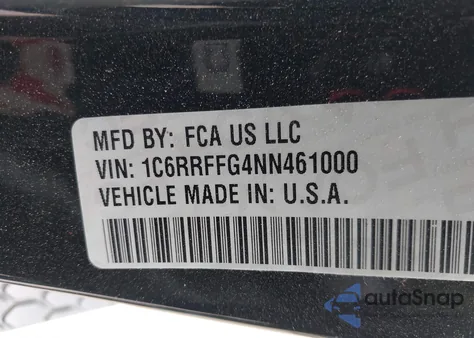 MFD BY: FCA US LLC
VIN: 1C6RRFFG4NN461000
VEHICLE MADE IN: U.S.A.
autoSnap